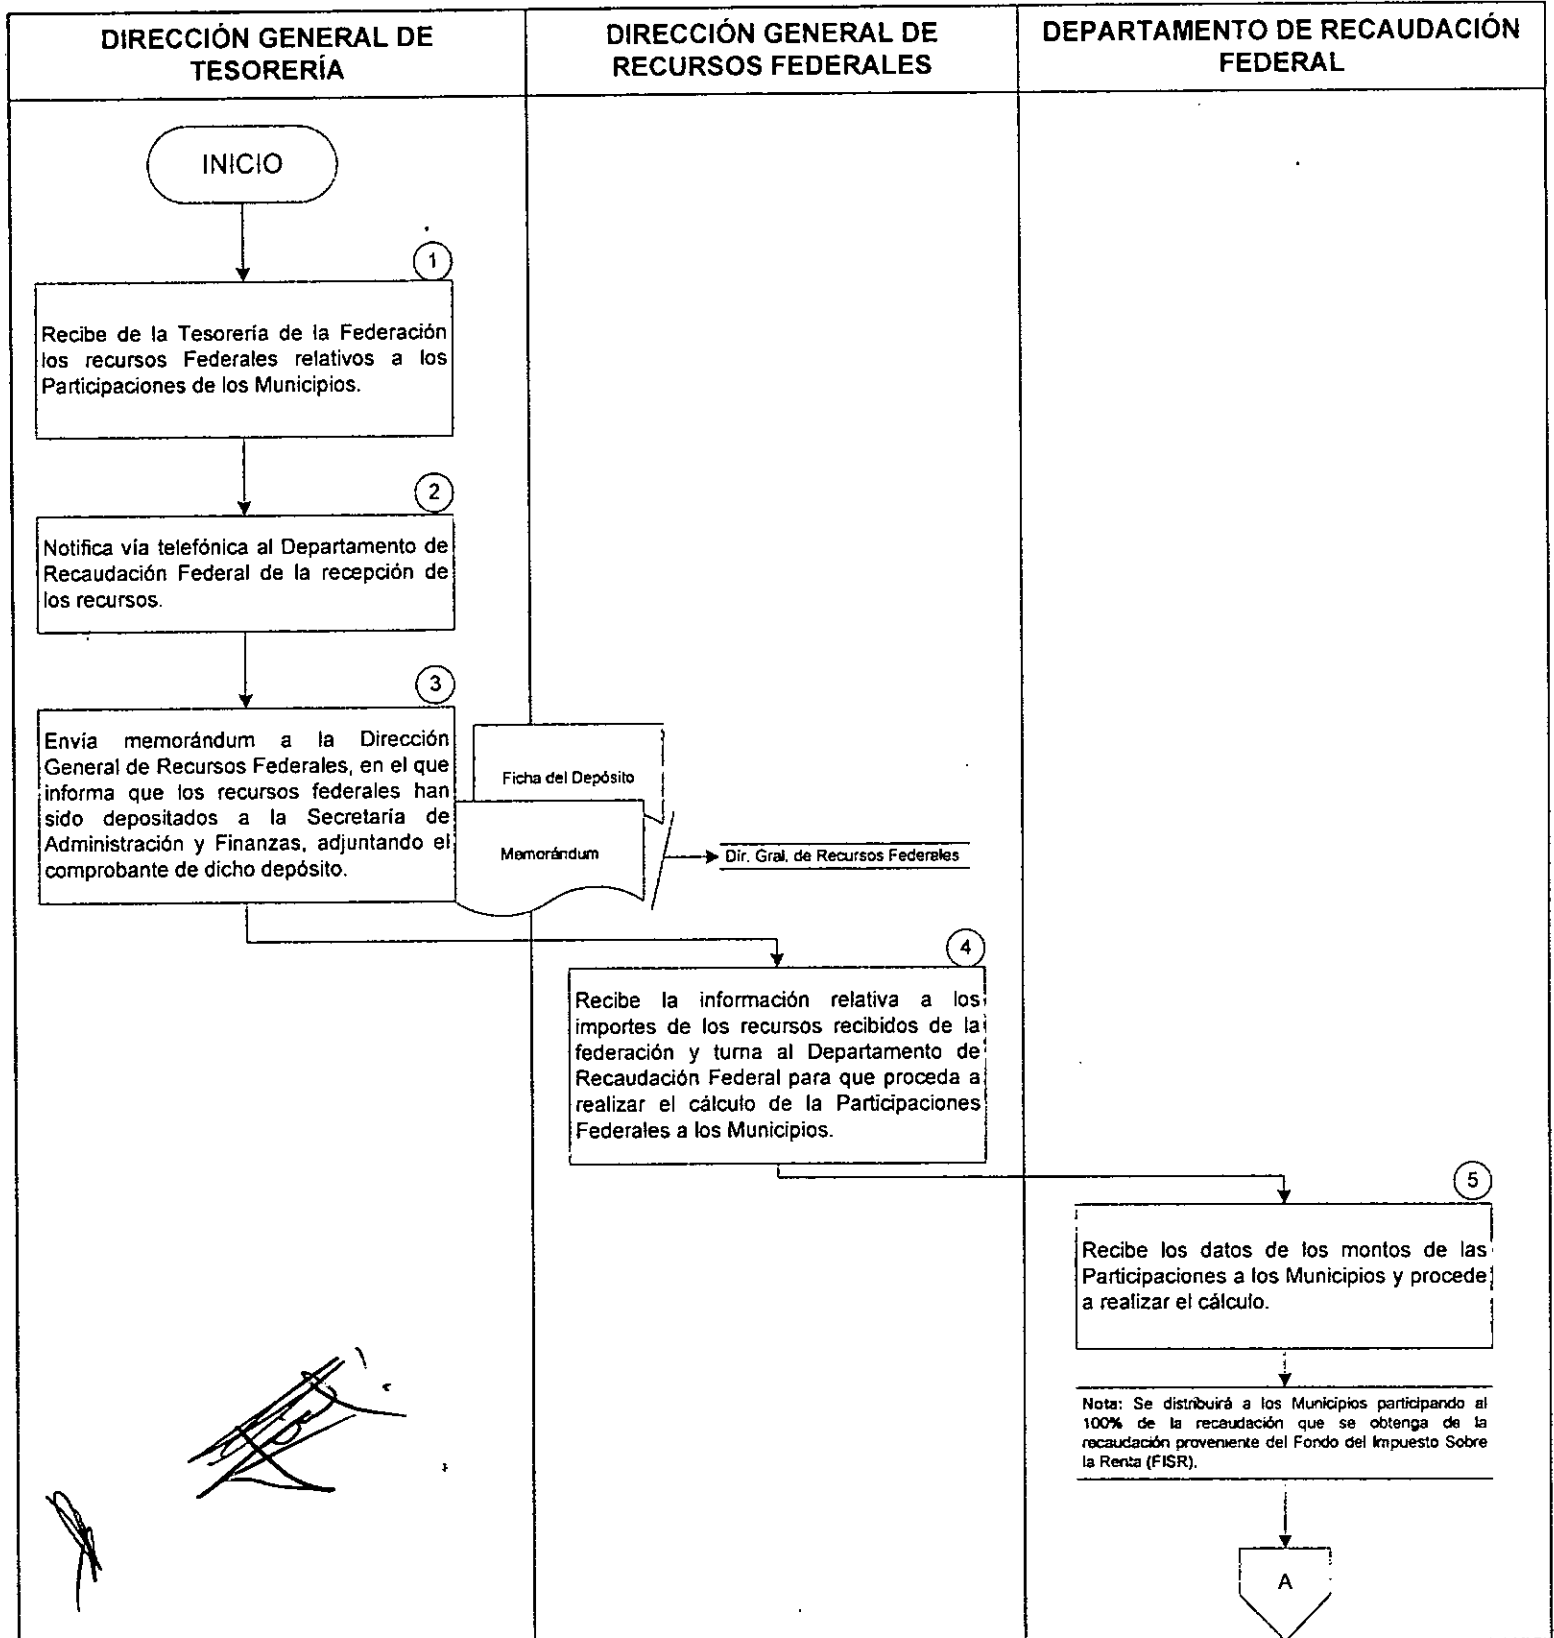 DIRECCIÓN GENERAL DE
TESORERÍA
DIRECCIÓN GENERAL DE
RECURSOS FEDERALES
DEPARTAMENTO DE RECAUDACIÓN
FEDERAL
INICIO
1
Recibe de la Tesorería de la Federación
los recursos Federales relativos a los
Participaciones de los Municipios.
2
Notifica vía telefónica al Departamento de
Recaudación Federal de la recepción de
los recursos.
3
Envía memorándum a la Dirección
General de Recursos Federales, en el que
informa que los recursos federales han
sido depositados a la Secretaría de
Administración y Finanzas, adjuntando el
comprobante de dicho depósito.
Ficha del Depósito
Memorándum
Dir. Gral. de Recursos Federales
4
Recibe la información relativa a los
importes de los recursos recibidos de la
federación y turna al Departamento de
Recaudación Federal para que proceda a
realizar el cálculo de la Participaciones
Federales a los Municipios.
5
Recibe los datos de los montos de las
Participaciones a los Municipios y procede
a realizar el cálculo.
Nota: Se distribuirá a los Municipios participando al
100% de la recaudación que se obtenga de la
recaudación proveniente del Fondo del Impuesto Sobre
la Renta (FISR).
A